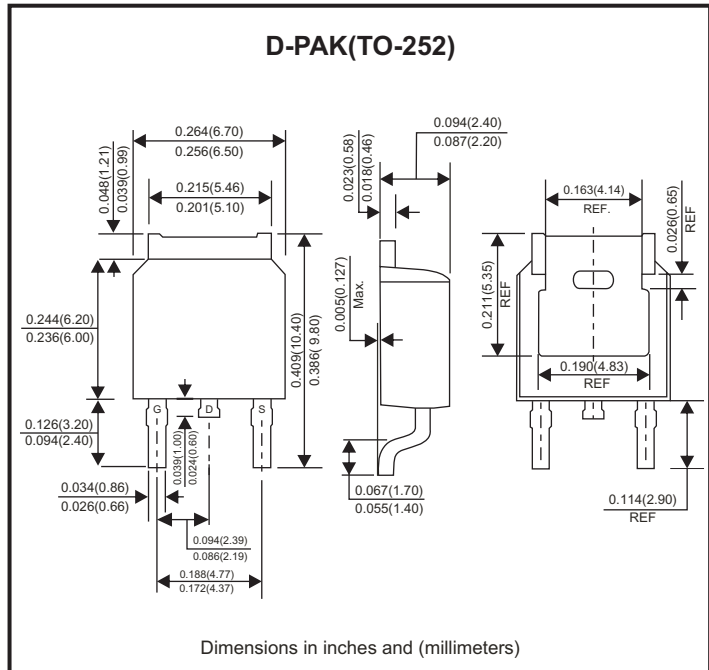 D-PAK(TO-252)
0.264(6.70)
0.256(6.50)
0.215(5.46)
0.201(5.10)
0.048(1.21)
0.039(0.99)
0.244(6.20)
0.236(6.00)
0.126(3.20)
0.094(2.40)
0.034(0.86)
0.026(0.66)
G
D
S
0.039(1.00)
0.024(0.60)
0.094(2.39)
0.086(2.19)
0.188(4.77)
0.172(4.37)
0.409(10.40)
0.386( 9.80)
0.094(2.40)
0.087(2.20)
0.023(0.58)
0.018(0.46)
0.005(0.127)
Max.
0.067(1.70)
0.055(1.40)
0.163(4.14)
REF.
0.026(0.65)
REF
0.211(5.35)
REF
0.190(4.83)
REF
0.114(2.90)
REF
Dimensions in inches and (millimeters)